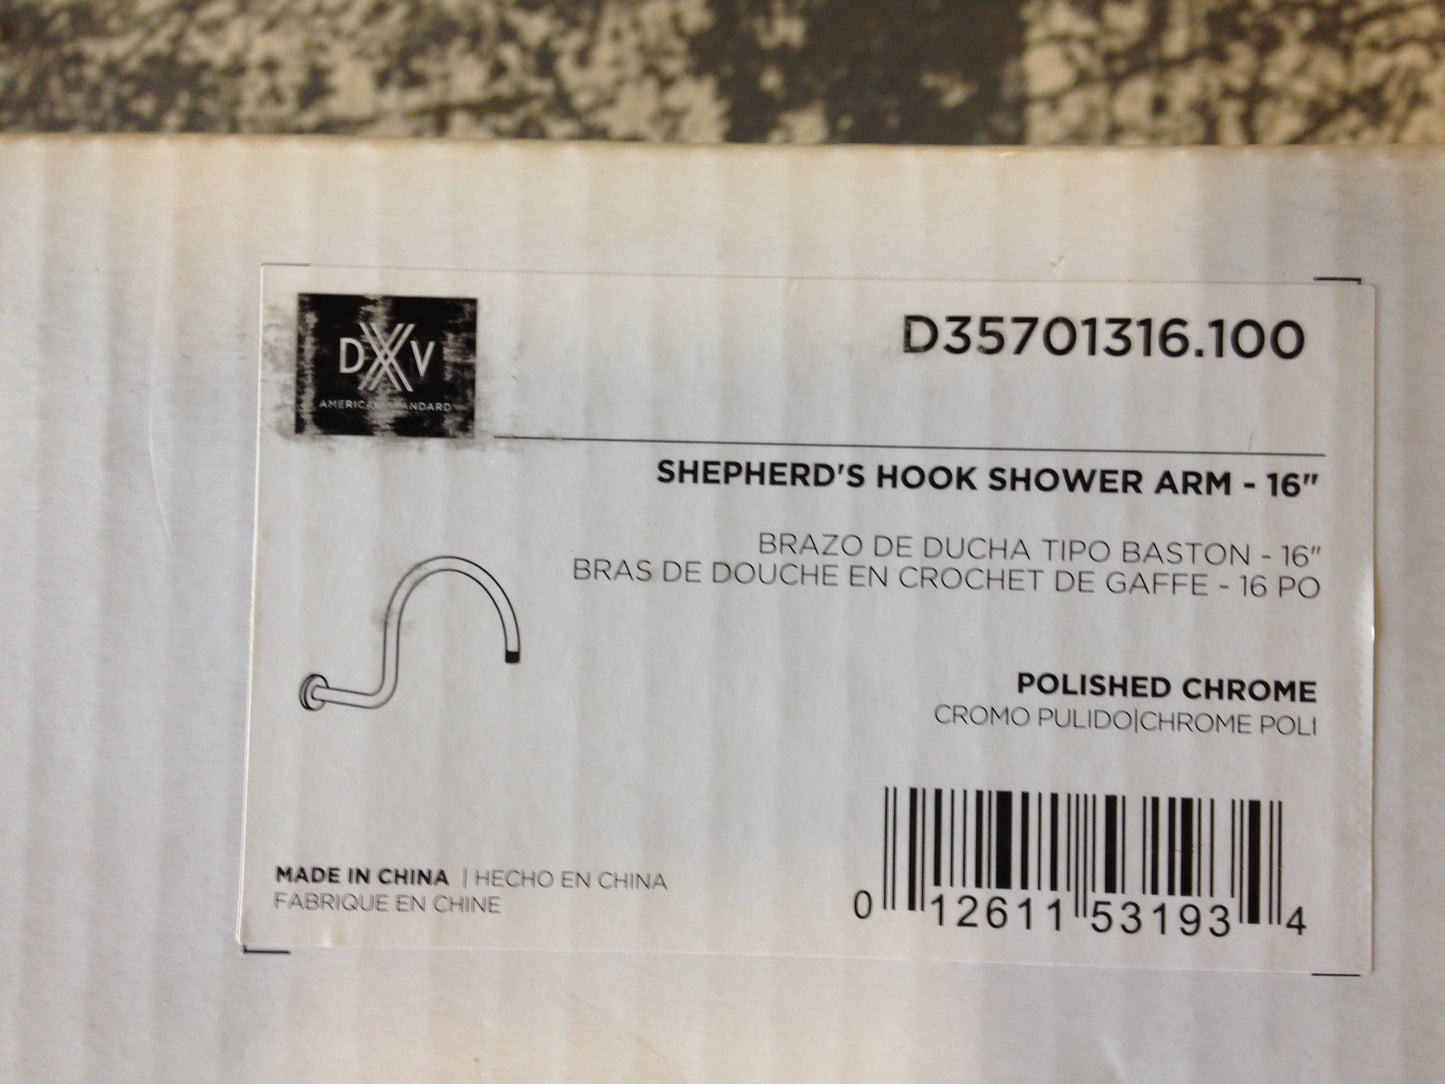 DXV
AMERICAN STANDARD
D35701316.100
SHEPHERD'S HOOK SHOWER ARM - 16"
BRAZO DE DUCHA TIPO BASTON - 16"
BRAS DE DOUCHE EN CROCHET DE GAFFE - 16 PO
POLISHED CHROME
CROMO PULIDO|CHROME POLI
MADE IN CHINA | HECHO EN CHINA
FABRIQUE EN CHINE
0 12611 53193 4